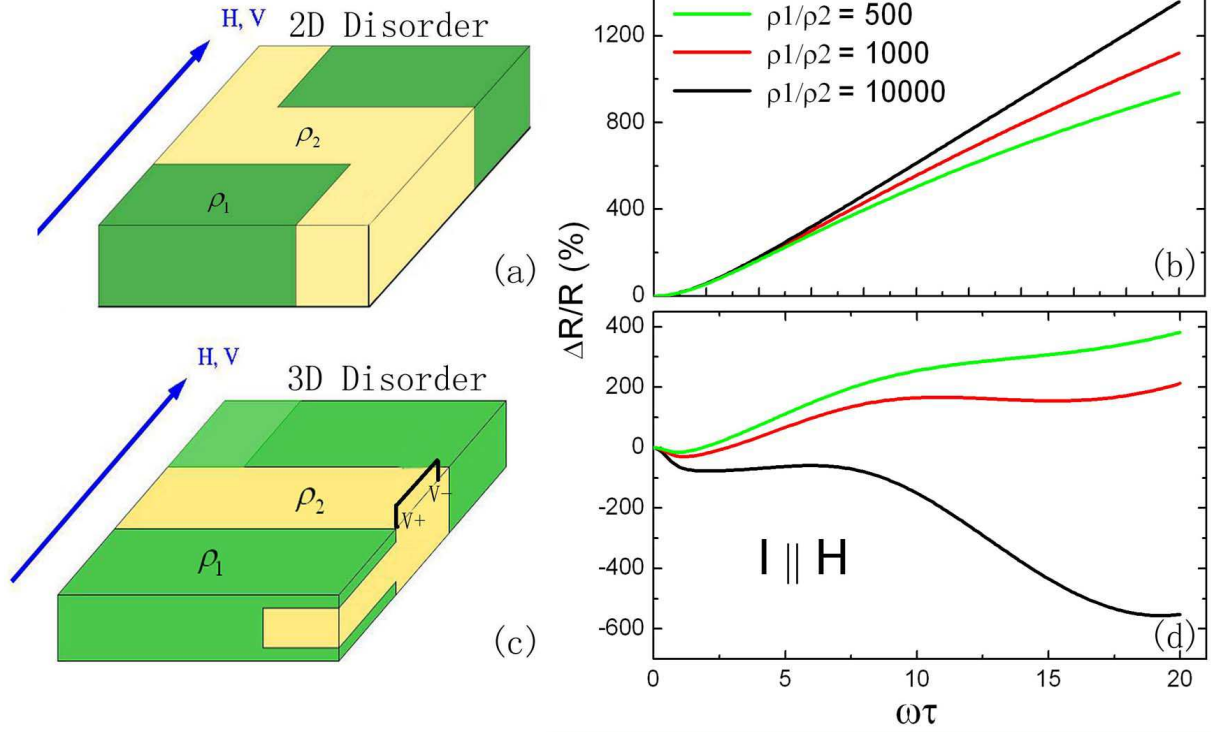 H, V
2D Disorder
ρ2
ρ1
(a)
H, V
3D Disorder
ρ2
V-
V+
ρ1
(c)
ΔR/R (%)
1200
800
400
0
ρ1/ρ2 = 500
ρ1/ρ2 = 1000
ρ1/ρ2 = 10000
(b)
400
200
0
-200
-400
-600
I || H
(d)
0 5 10 15 20
ωτ